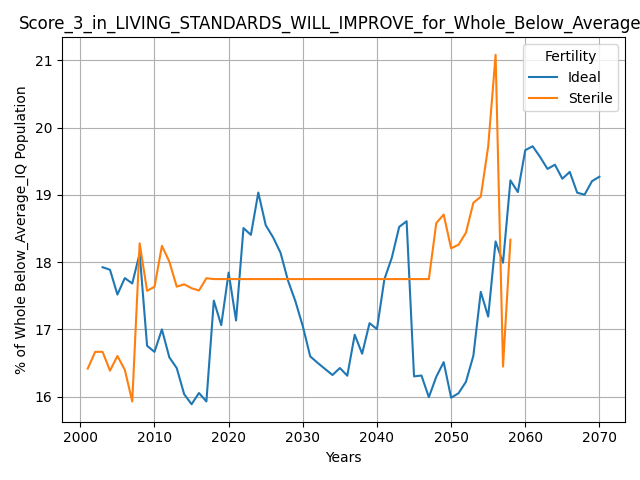 Score_3_in_LIVING_STANDARDS_WILL_IMPROVE_for_Whole_Below_Average
% of Whole Below_Average_IQ Population
21
20
19
18
17
16
2000
2010
2020
2030
2040
2050
2060
2070
Years
Fertility
Ideal
Sterile